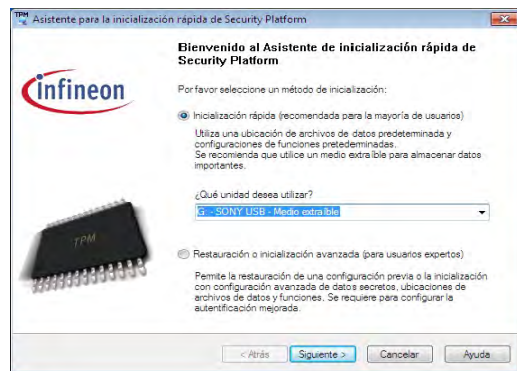 TPM
Asistente para la inicialización rápida de Security Platform
Bienvenido al Asistente de inicialización rápida de
Security Platform
infineon
Por favor seleccione un método de inicialización:
Inicialización rápida (recomendada para la mayoría de usuarios)
Utiliza una ubicación de archivos de datos predeterminada y
configuraciones de funciones pretederminadas.
Se recomienda que utilice un medio extraíble para almacenar datos
importantes.
¿Qué unidad desea utilizar?
G: - SONY USB - Medio extraíble
TPM
Restauración o inicialización avanzada (para usuarios expertos)
Permite la restauración de una configuración previa o la inicialización
con configuración avanzada de datos secretos, ubicaciones de
archivos de datos y funciones. Se requiere para configurar la
autentificación mejorada.
< Atrás
Siguiente >
Cancelar
Ayuda